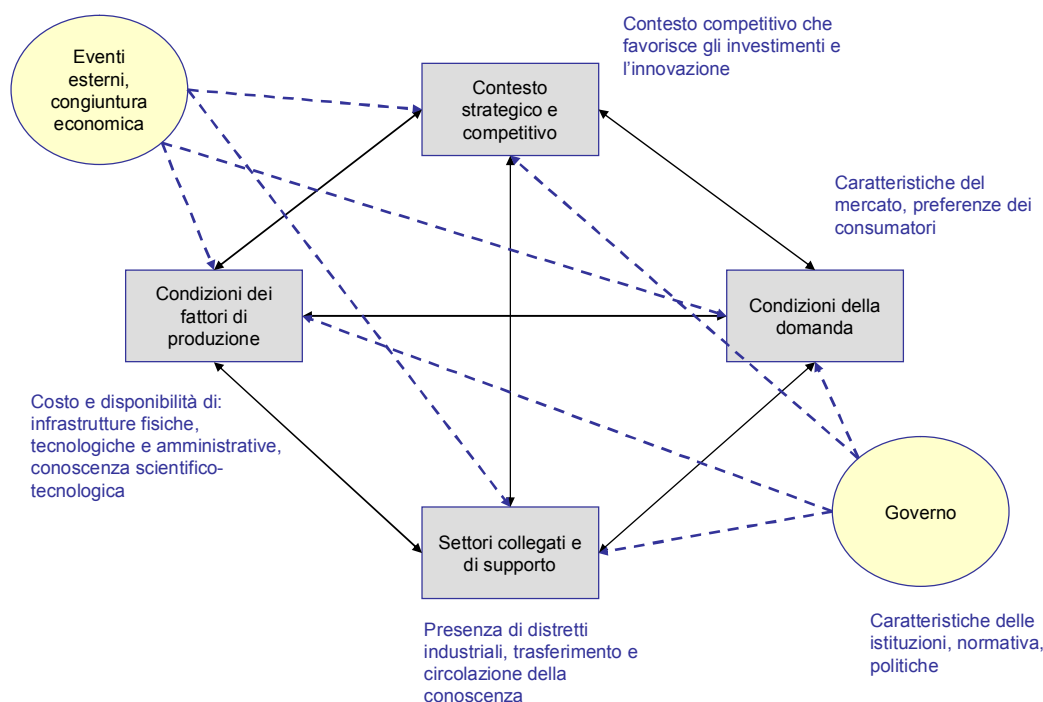 Contesto competitivo che
favorisce gli investimenti e
l'innovazione
Eventi
esterni,
congiuntura
economica
Contesto
strategico e
competitivo
Caratteristiche del
mercato, preferenze dei
consumatori
Condizioni dei
fattori di
produzione
Condizioni della
domanda
Costo e disponibilità di:
infrastrutture fisiche,
tecnologiche e amministrative,
conoscenza scientifico-
tecnologica
Governo
Settori collegati e
di supporto
Caratteristiche delle
istituzioni, normativa,
politiche
Presenza di distretti
industriali, trasferimento e
circolazione della
conoscenza